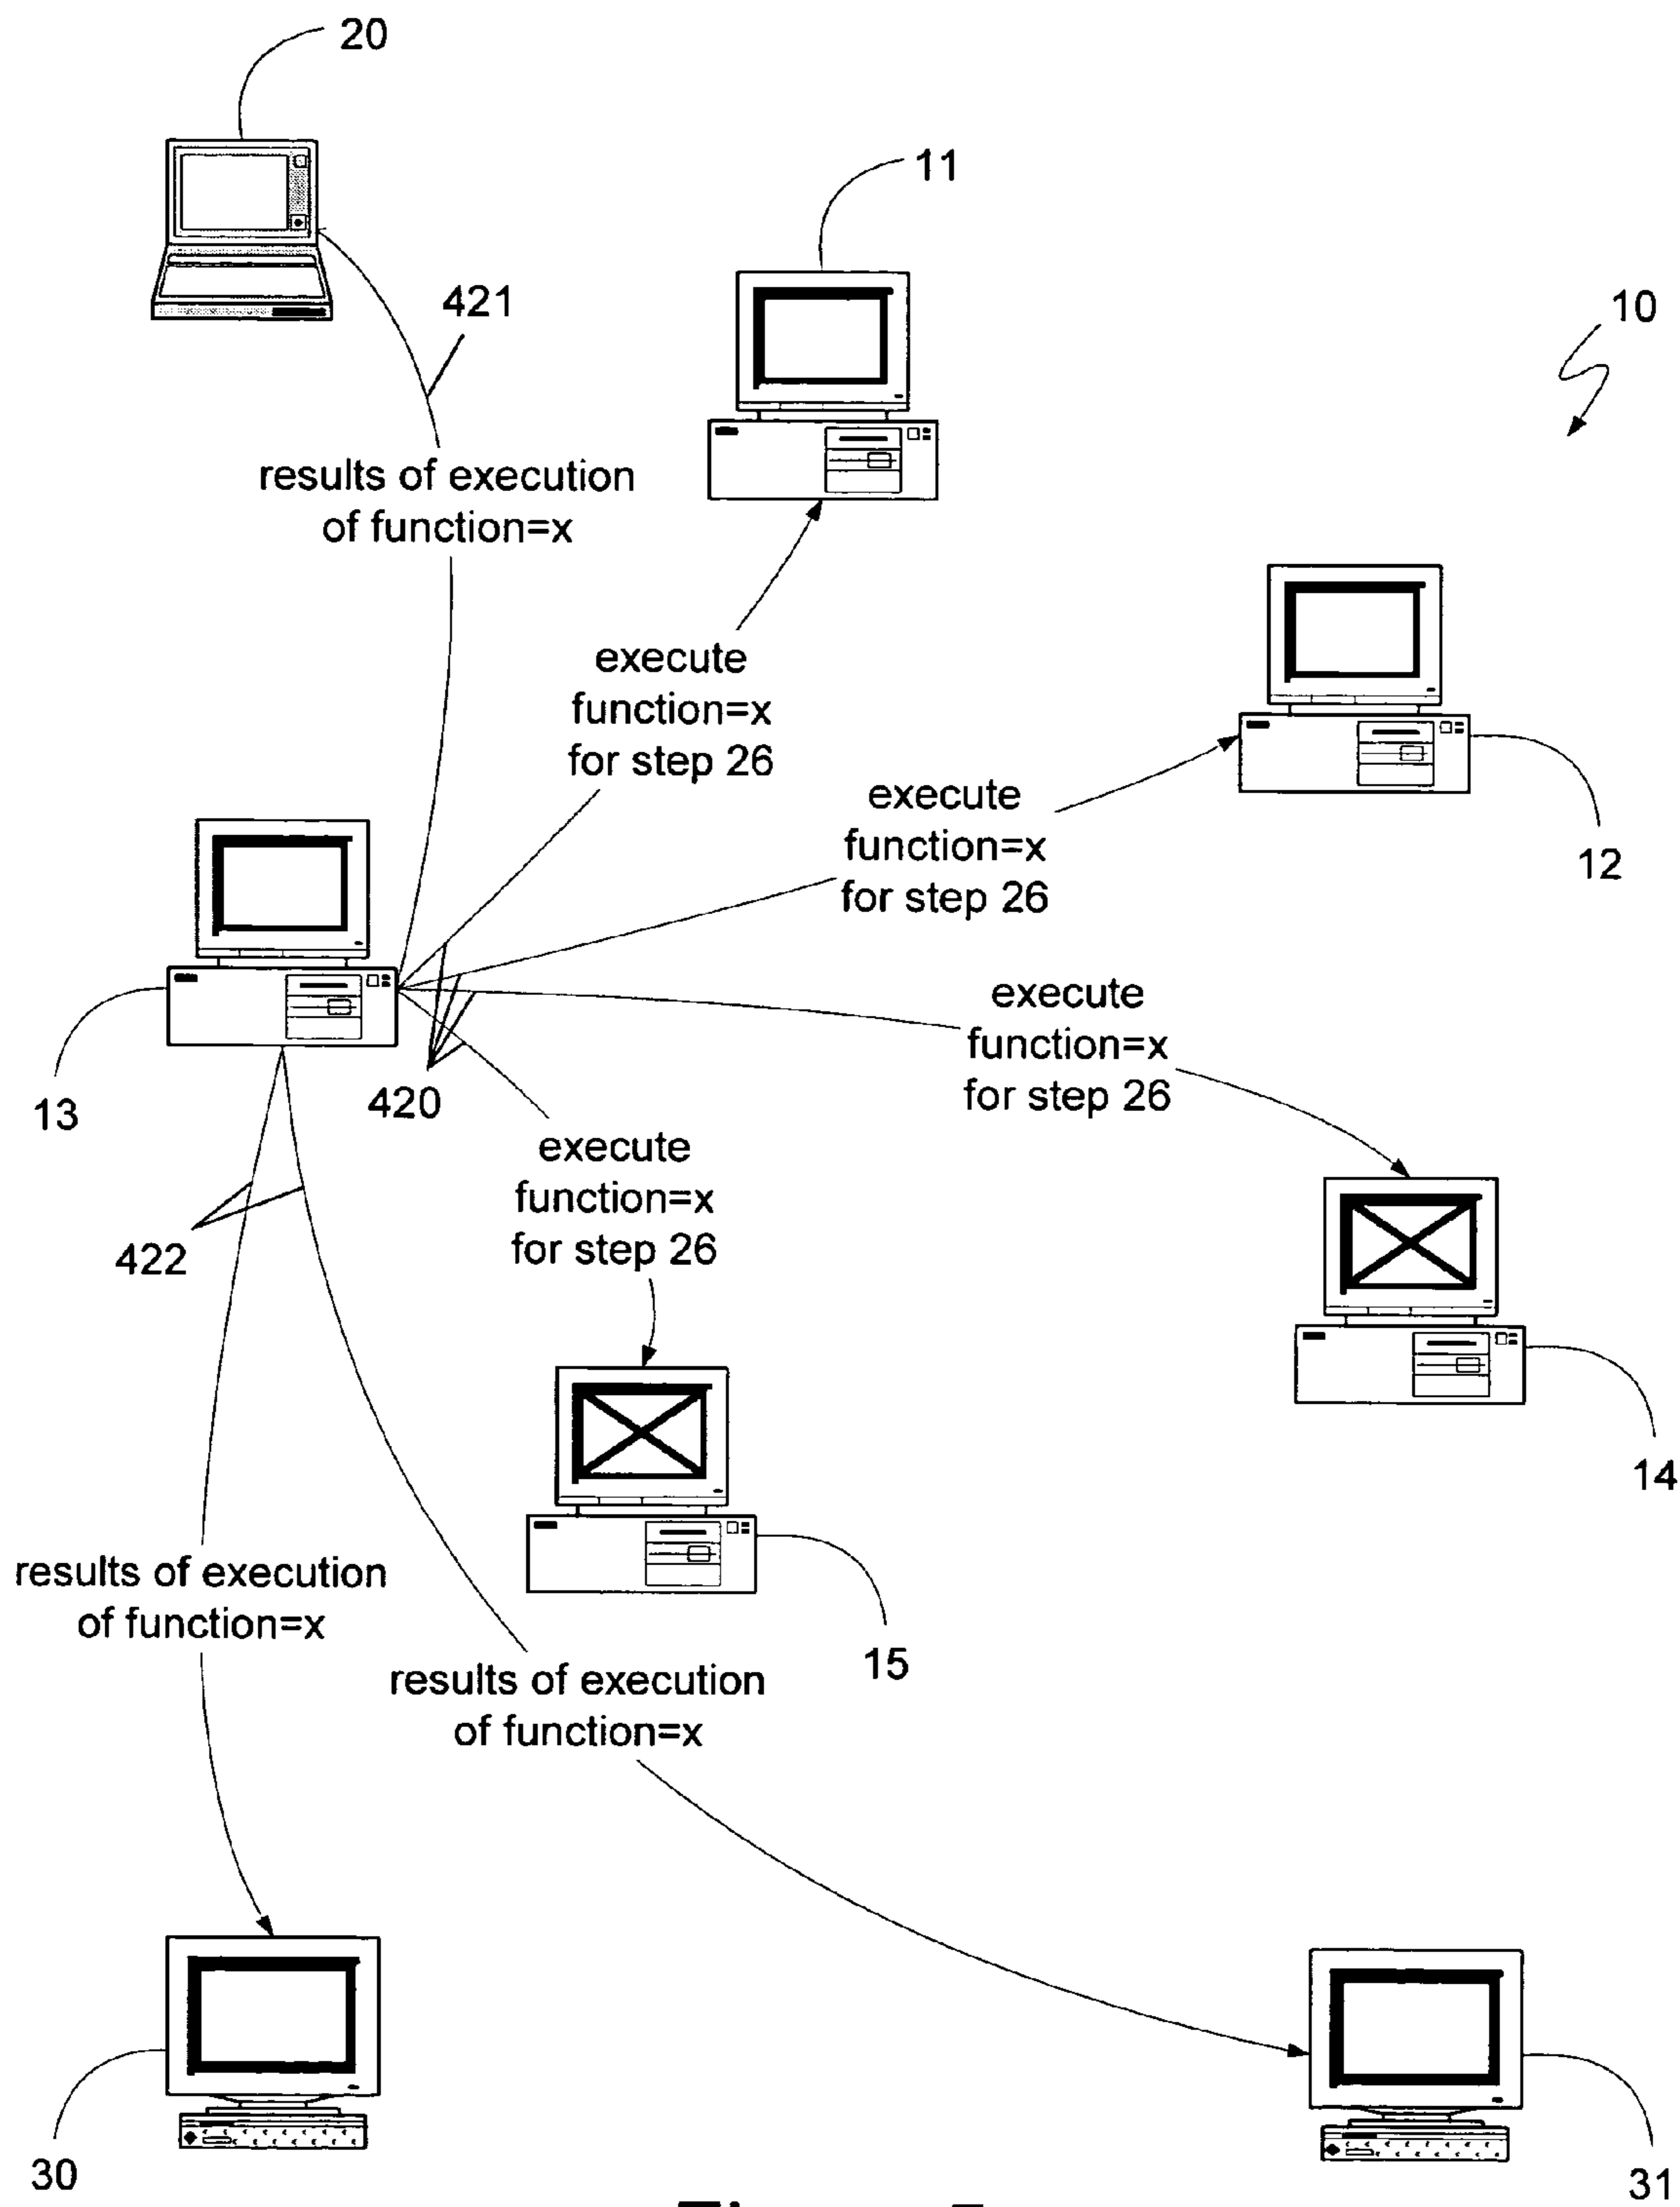 20
11
10
421
results of execution
of function=x
execute
function=x
for step 26
execute
function=x
for step 26
12
execute
function=x
for step 26
13
420
execute
function=x
for step 26
422
14
results of execution
of function=x
15
results of execution
of function=x
30
31